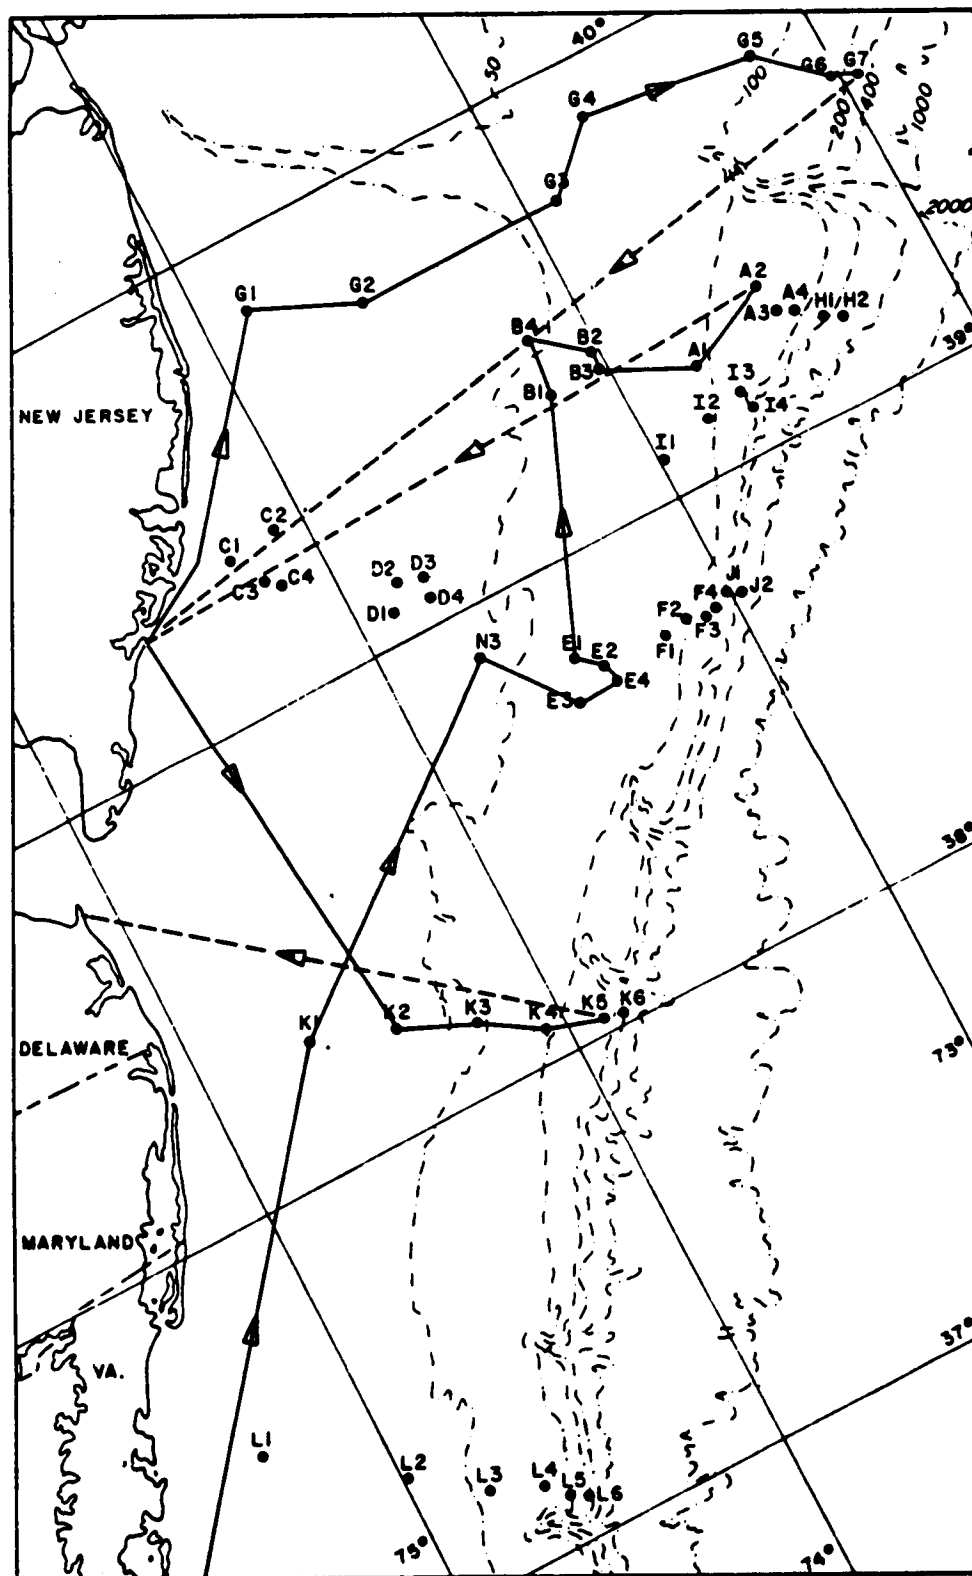 40°
50
G5
G6
G7
100
200
400
1000
G4
G3
2000
G1
G2
A2
A3
A4
H1/H2
39°
B4
B2
B3
A1
B1
I3
I2
I4
NEW JERSEY
I1
C2
C1
C3
C4
D2
D3
D1
D4
J1
J2
F4
F2
F3
F1
N3
E1
E2
E4
E3
38°
K1
K2
K3
K4
K5
K6
73°
DELAWARE
MARYLAND
37°
VA.
L1
L2
L3
L4
L5
L6
75°
74°